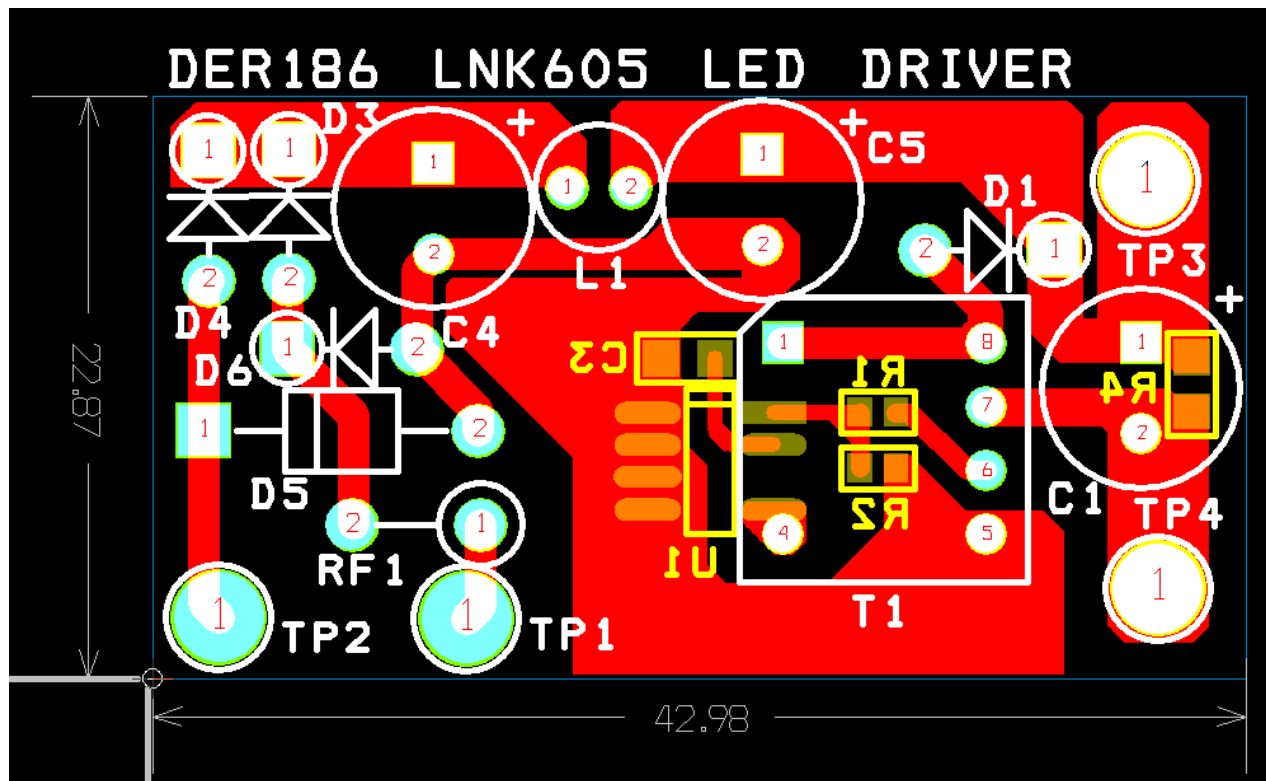 DER186 LNK605 LED DRIVER
D3
1 1
+ +
1 1
C5
1 2
D1
1
TP3
2 2
2 2
2 1
L1
D4
C4
+
D6
1 2
C3
1 8
1
R1
R4
22.87
7
1 2
2
6
D5
C1
R2
TP4
2 1
4 5
RF1
U1
1 1
1
T1
TP2
TP1
42.98